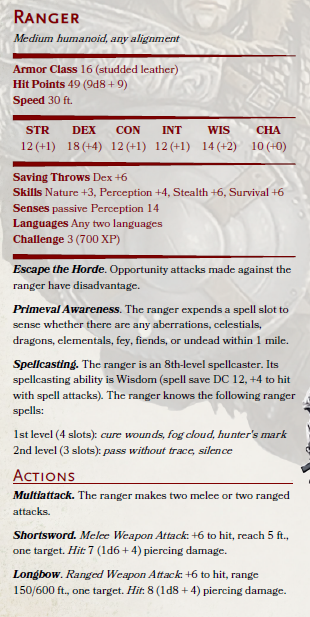 RANGER
Medium humanoid, any alignment
Armor Class 16 (studded leather)
Hit Points 49 (9d8 + 9)
Speed 30 ft.
STR DEX CON INT WIS CHA
12 (+1) 18 (+4) 12 (+1) 12 (+1) 14 (+2) 10 (+0)
Saving Throws Dex +6
Skills Nature +3, Perception +4, Stealth +6, Survival +6
Senses passive Perception 14
Languages Any two languages
Challenge 3 (700 XP)
Escape the Horde. Opportunity attacks made against the
ranger have disadvantage.
Primeval Awareness. The ranger expends a spell slot to
sense whether there are any aberrations, celestials,
dragons, elementals, fey, fiends, or undead within 1 mile.
Spellcasting. The ranger is an 8th-level spellcaster. Its
spellcasting ability is Wisdom (spell save DC 12, +4 to hit
with spell attacks). The ranger knows the following ranger
spells:
1st level (4 slots): cure wounds, fog cloud, hunter's mark
2nd level (3 slots): pass without trace, silence
ACTIONS
Multiattack. The ranger makes two melee or two ranged
attacks.
Shortsword. Melee Weapon Attack: +6 to hit, reach 5 ft.,
one target. Hit: 7 (1d6 + 4) piercing damage.
Longbow. Ranged Weapon Attack: +6 to hit, range
150/600 ft., one target. Hit: 8 (1d8 + 4) piercing damage.